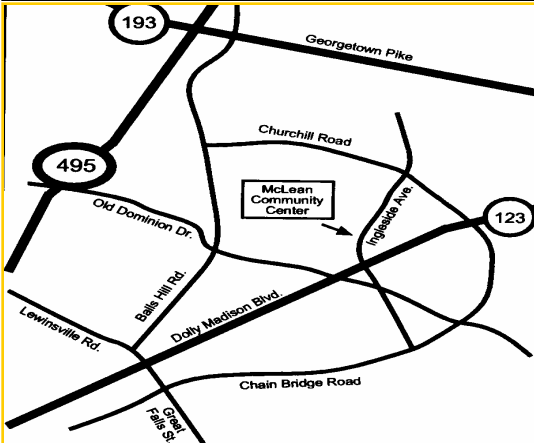 193
Georgetown Pike
Churchill Road
495
McLean
Community
Center
Ingleside Ave.
123
Old Dominion Dr.
Balls Hill Rd.
Dolly Madison Blvd.
Lewinsville Rd.
Chain Bridge Road
Great
Falls St.